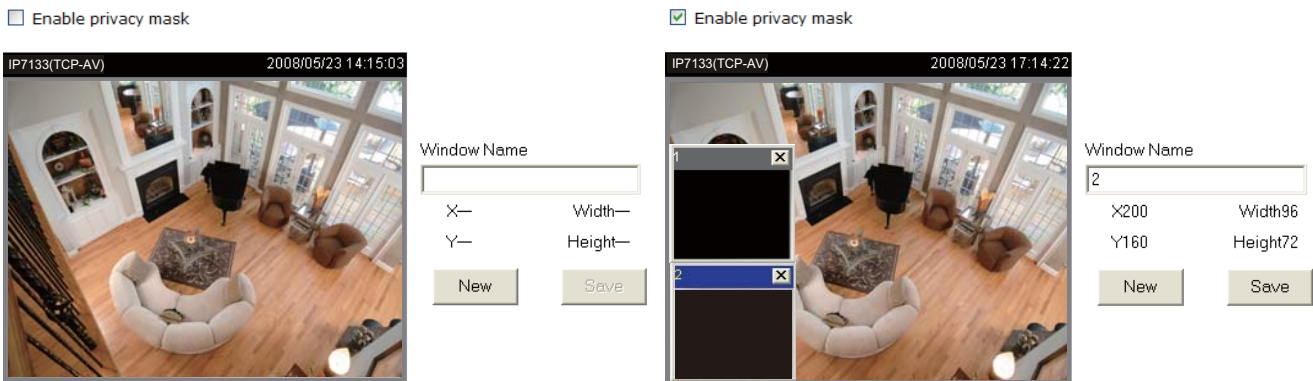 Enable privacy mask
IP7133(TCP-AV) 2008/05/23 14:15:03
Window Name
X— Width—
Y— Height—
New Save
Enable privacy mask
IP7133(TCP-AV) 2008/05/23 17:14:22
1
2
Window Name
2
X200 Width96
Y160 Height72
New Save